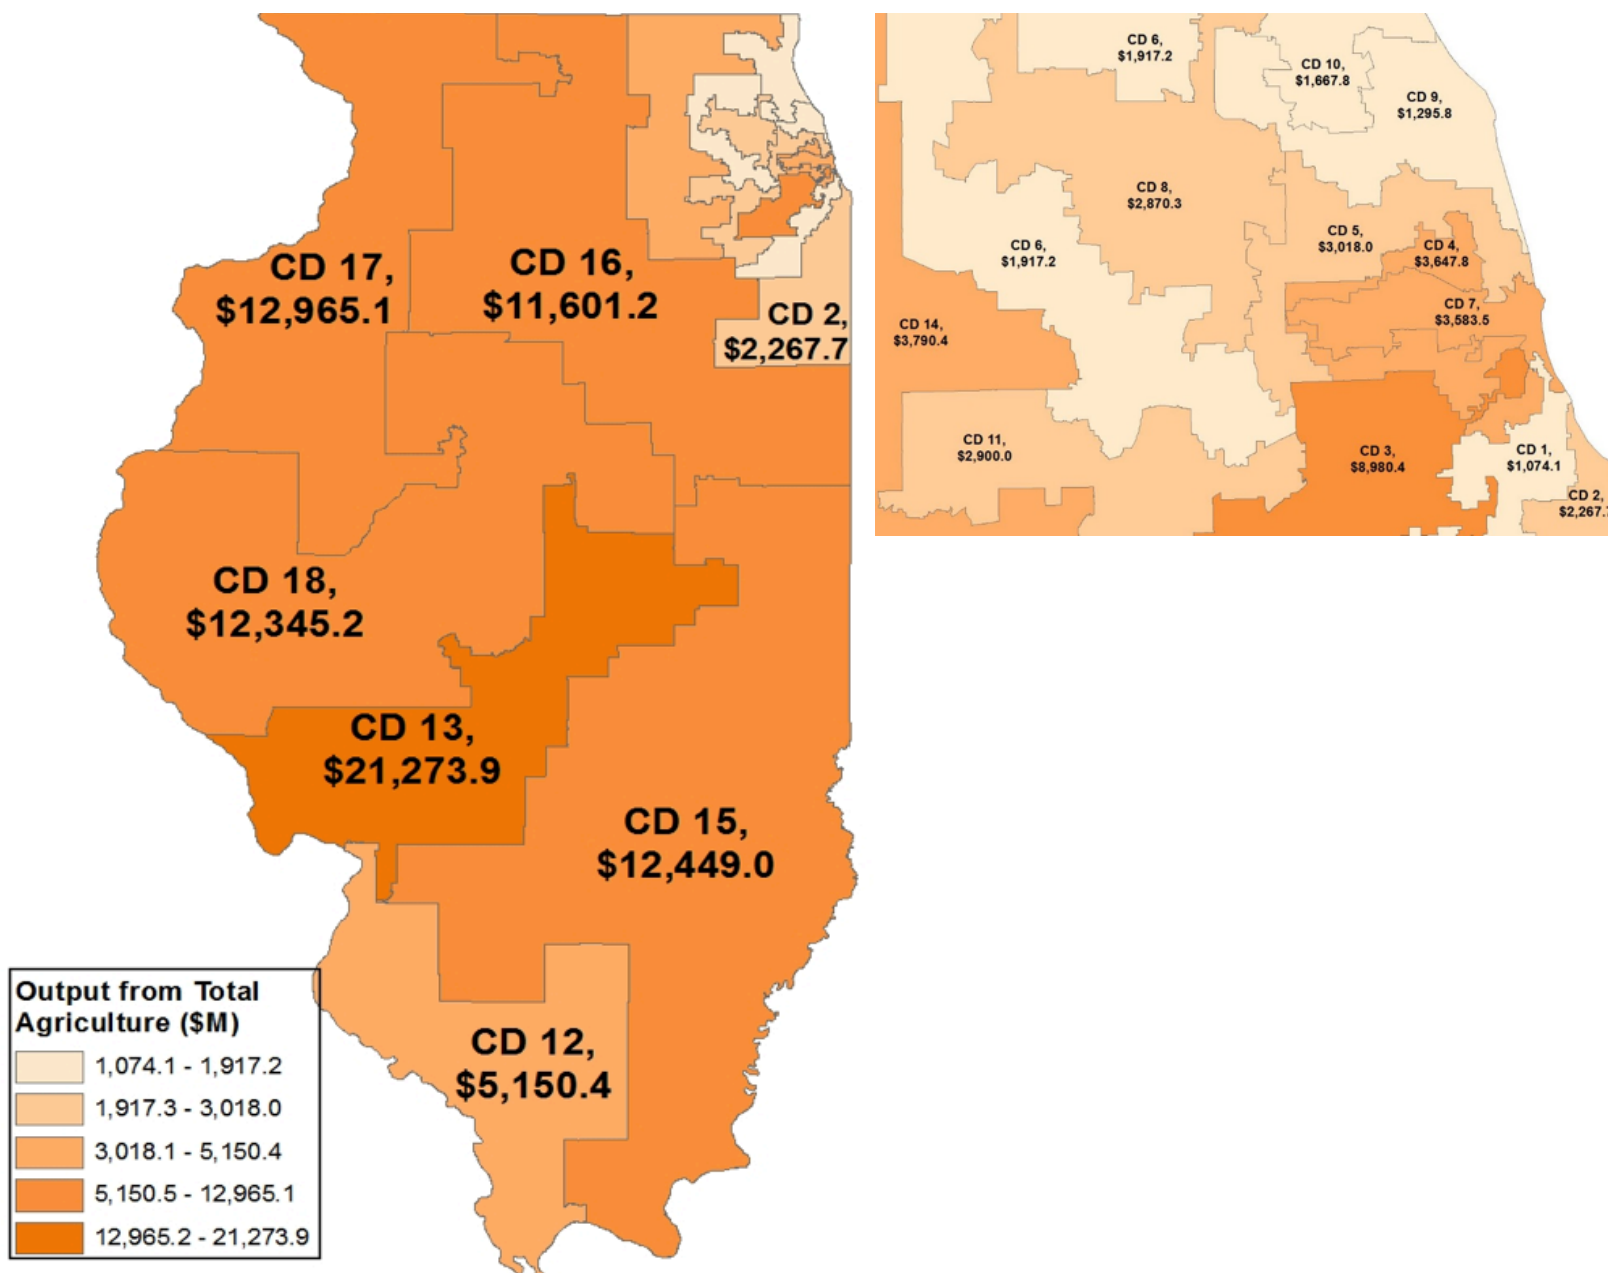 CD 17,
$12,965.1
CD 16,
$11,601.2
CD 2,
$2,267.7
CD 18,
$12,345.2
CD 13,
$21,273.9
CD 15,
$12,449.0
CD 12,
$5,150.4
Output from Total
Agriculture ($M)
1,074.1 - 1,917.2
1,917.3 - 3,018.0
3,018.1 - 5,150.4
5,150.5 - 12,965.1
12,965.2 - 21,273.9
CD 6,
$1,917.2
CD 10,
$1,667.8
CD 9,
$1,295.8
CD 8,
$2,870.3
CD 6,
$1,917.2
CD 5,
$3,018.0
CD 4,
$3,647.8
CD 7,
$3,583.5
CD 14,
$3,790.4
CD 11,
$2,900.0
CD 3,
$8,980.4
CD 1,
$1,074.1
CD 2,
$2,267.